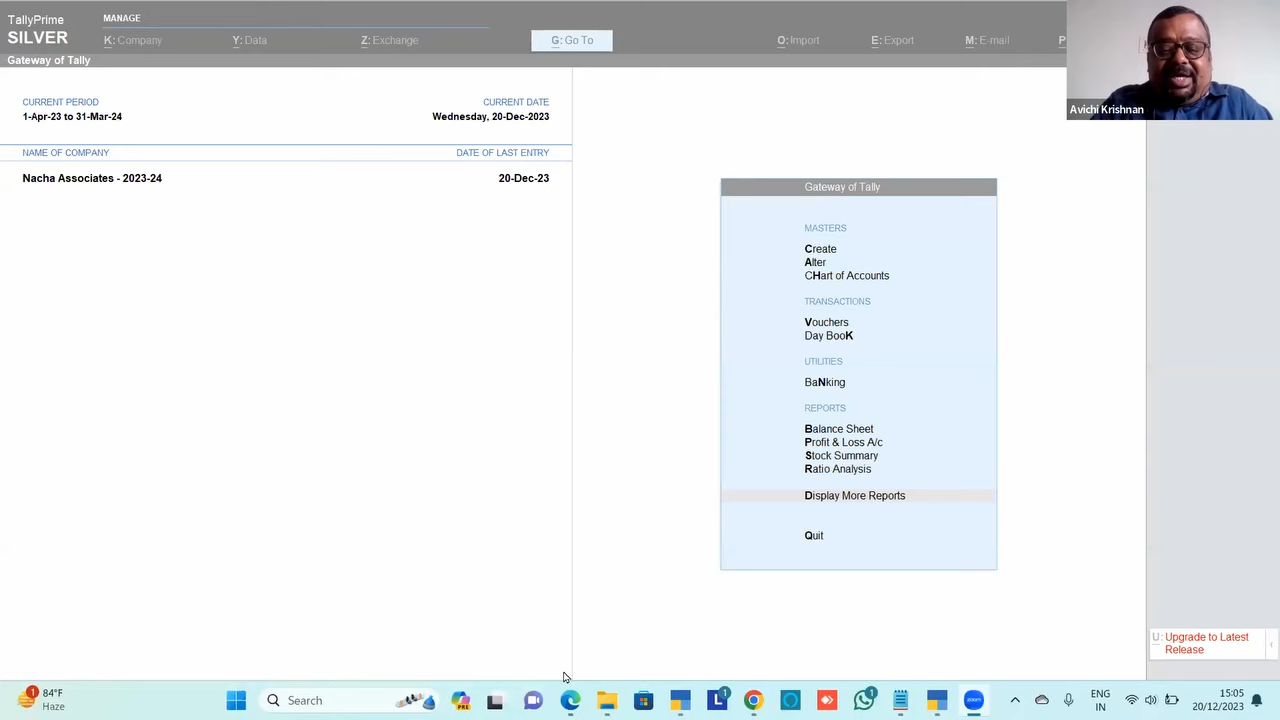 TallyPrime
SILVER
MANAGE
K: Company
Y: Data
Z: Exchange
G: Go To
O: Import
E: Export
M: E-mail
P
Gateway of Tally
Avichi Krishnan
CURRENT PERIOD
CURRENT DATE
1-Apr-23 to 31-Mar-24
Wednesday, 20-Dec-2023
NAME OF COMPANY
DATE OF LAST ENTRY
Nacha Associates - 2023-24
20-Dec-23
Gateway of Tally
MASTERS
Create
Alter
CHart of Accounts
TRANSACTIONS
Vouchers
Day BooK
UTILITIES
BaNking
REPORTS
Balance Sheet
Profit & Loss A/c
Stock Summary
Ratio Analysis
Display More Reports
Quit
U: Upgrade to Latest
Release
1
84°F
Haze
Search
L
1
1
zoom
ENG
IN
15:05
20/12/2023